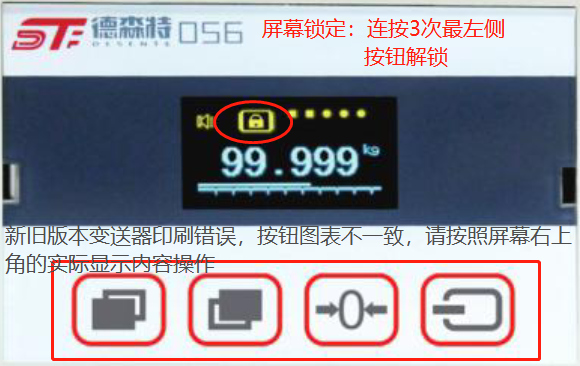 德森特
DESENTS
056
屏幕锁定：连按3次最左侧
按钮解锁
99.999 kg
新旧版本变送器印刷错误，按钮图表不一致，请按照屏幕右上
角的实际显示内容操作
→0←